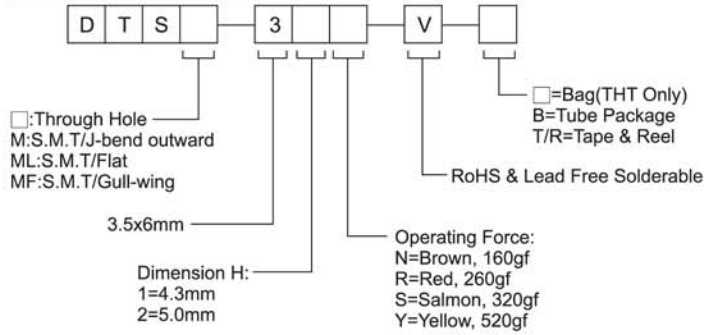 D T S □ — 3 □ □ — V — □
□:Through Hole
M:S.M.T/J-bend outward
ML:S.M.T/Flat
MF:S.M.T/Gull-wing
3.5x6mm
Dimension H:
1=4.3mm
2=5.0mm
Operating Force:
N=Brown, 160gf
R=Red, 260gf
S=Salmon, 320gf
Y=Yellow, 520gf
RoHS & Lead Free Solderable
□=Bag(THT Only)
B=Tube Package
T/R=Tape & Reel